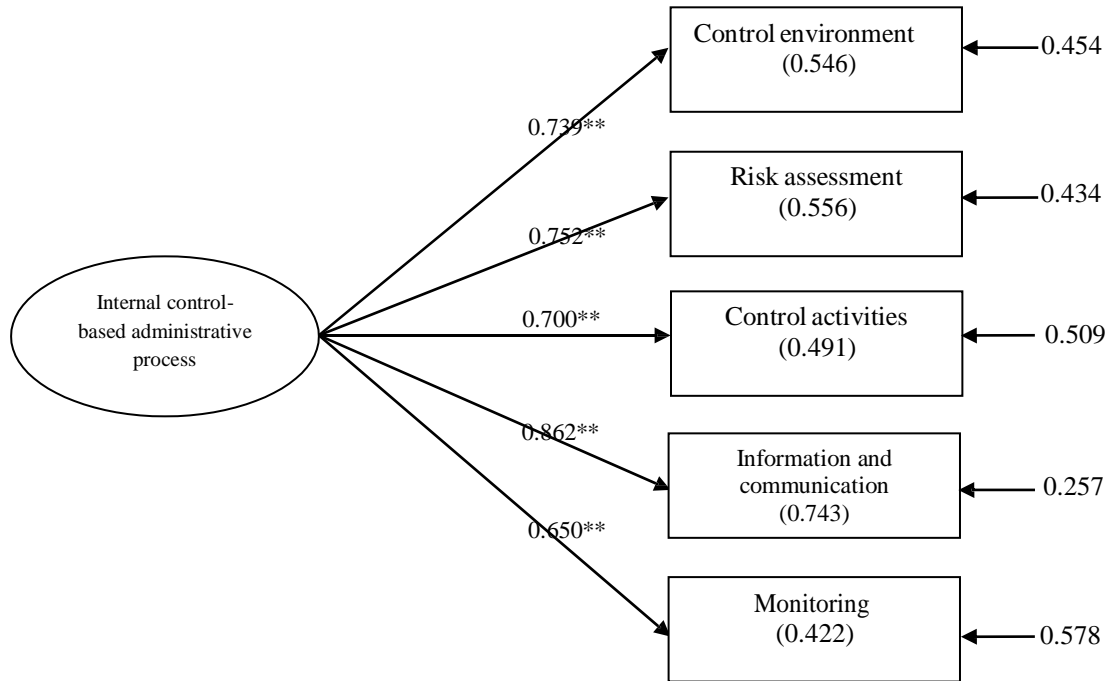 Control environment
(0.546)
0.454
0.739**
Risk assessment
(0.556)
0.434
0.752**
Internal control-
based administrative
process
0.700**
Control activities
(0.491)
0.509
0.862**
Information and
communication
(0.743)
0.257
0.650**
Monitoring
(0.422)
0.578